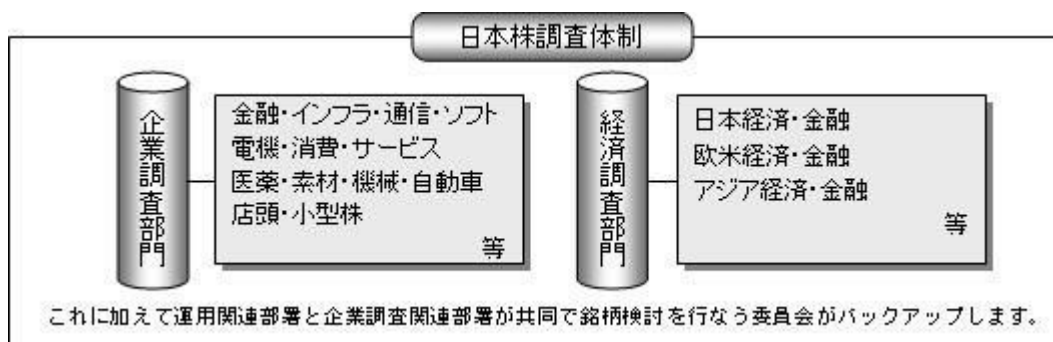 日本株調査体制
企業調査部門
金融・インフラ・通信・ソフト
電機・消費・サービス
医薬・素材・機械・自動車
店頭・小型株
等
経済調査部門
日本経済・金融
欧米経済・金融
アジア経済・金融
等
これに加えて運用関連部署と企業調査関連部署が共同で銘柄検討を行なう委員会がバックアップします。